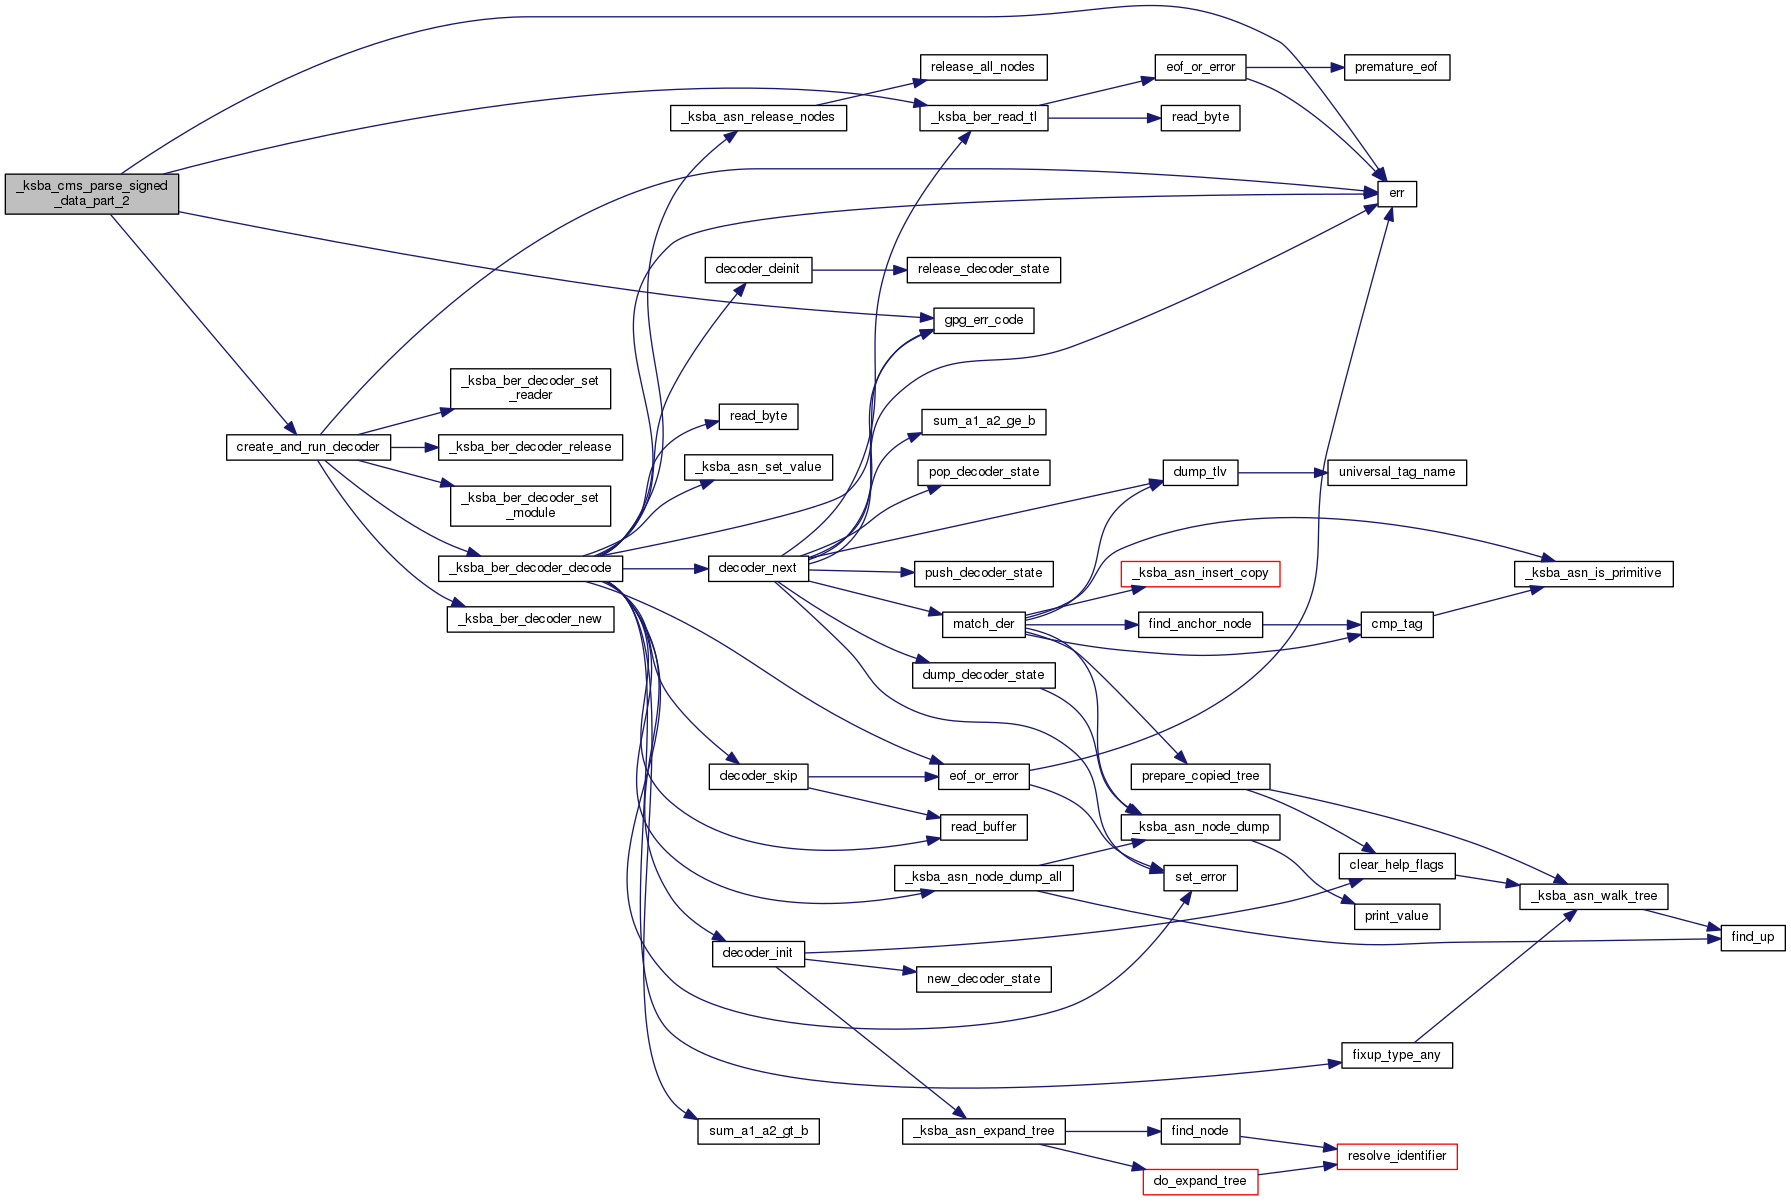 _ksba_cms_parse_signed
_data_part_2
create_and_run_decoder
_ksba_ber_decoder_set
_reader
_ksba_ber_decoder_release
_ksba_ber_decoder_set
_module
_ksba_ber_decoder_decode
_ksba_ber_decoder_new
_ksba_asn_release_nodes
decoder_deinit
read_byte
_ksba_asn_set_value
decoder_next
decoder_skip
decoder_init
sum_a1_a2_gt_b
release_all_nodes
_ksba_ber_read_tl
release_decoder_state
gpg_err_code
sum_a1_a2_ge_b
pop_decoder_state
push_decoder_state
match_der
dump_decoder_state
eof_or_error
read_buffer
_ksba_asn_node_dump_all
new_decoder_state
_ksba_asn_expand_tree
eof_or_error
read_byte
dump_tlv
_ksba_asn_insert_copy
find_anchor_node
prepare_copied_tree
_ksba_asn_node_dump
set_error
find_node
do_expand_tree
premature_eof
err
universal_tag_name
cmp_tag
clear_help_flags
print_value
fixup_type_any
resolve_identifier
_ksba_asn_is_primitive
_ksba_asn_walk_tree
find_up